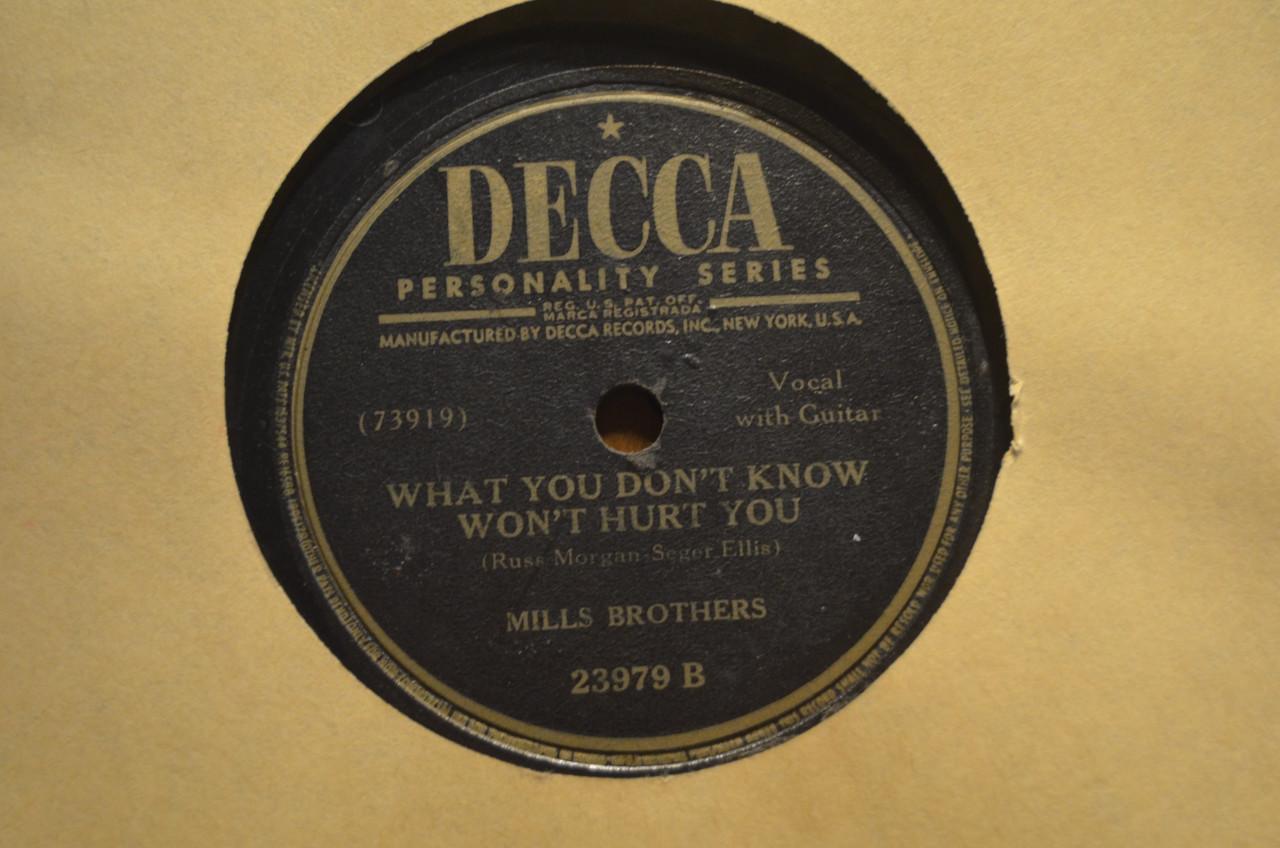 DECCA
PERSONALITY SERIES
REG. U.S. PAT. OFF.
MARCA REGISTRADA
MANUFACTURED BY DECCA RECORDS, INC., NEW YORK, U.S.A.
Vocal
with Guitar
(73919)
WHAT YOU DON'T KNOW
WON'T HURT YOU
(Russ Morgan-Seger Ellis)
MILLS BROTHERS
23979 B